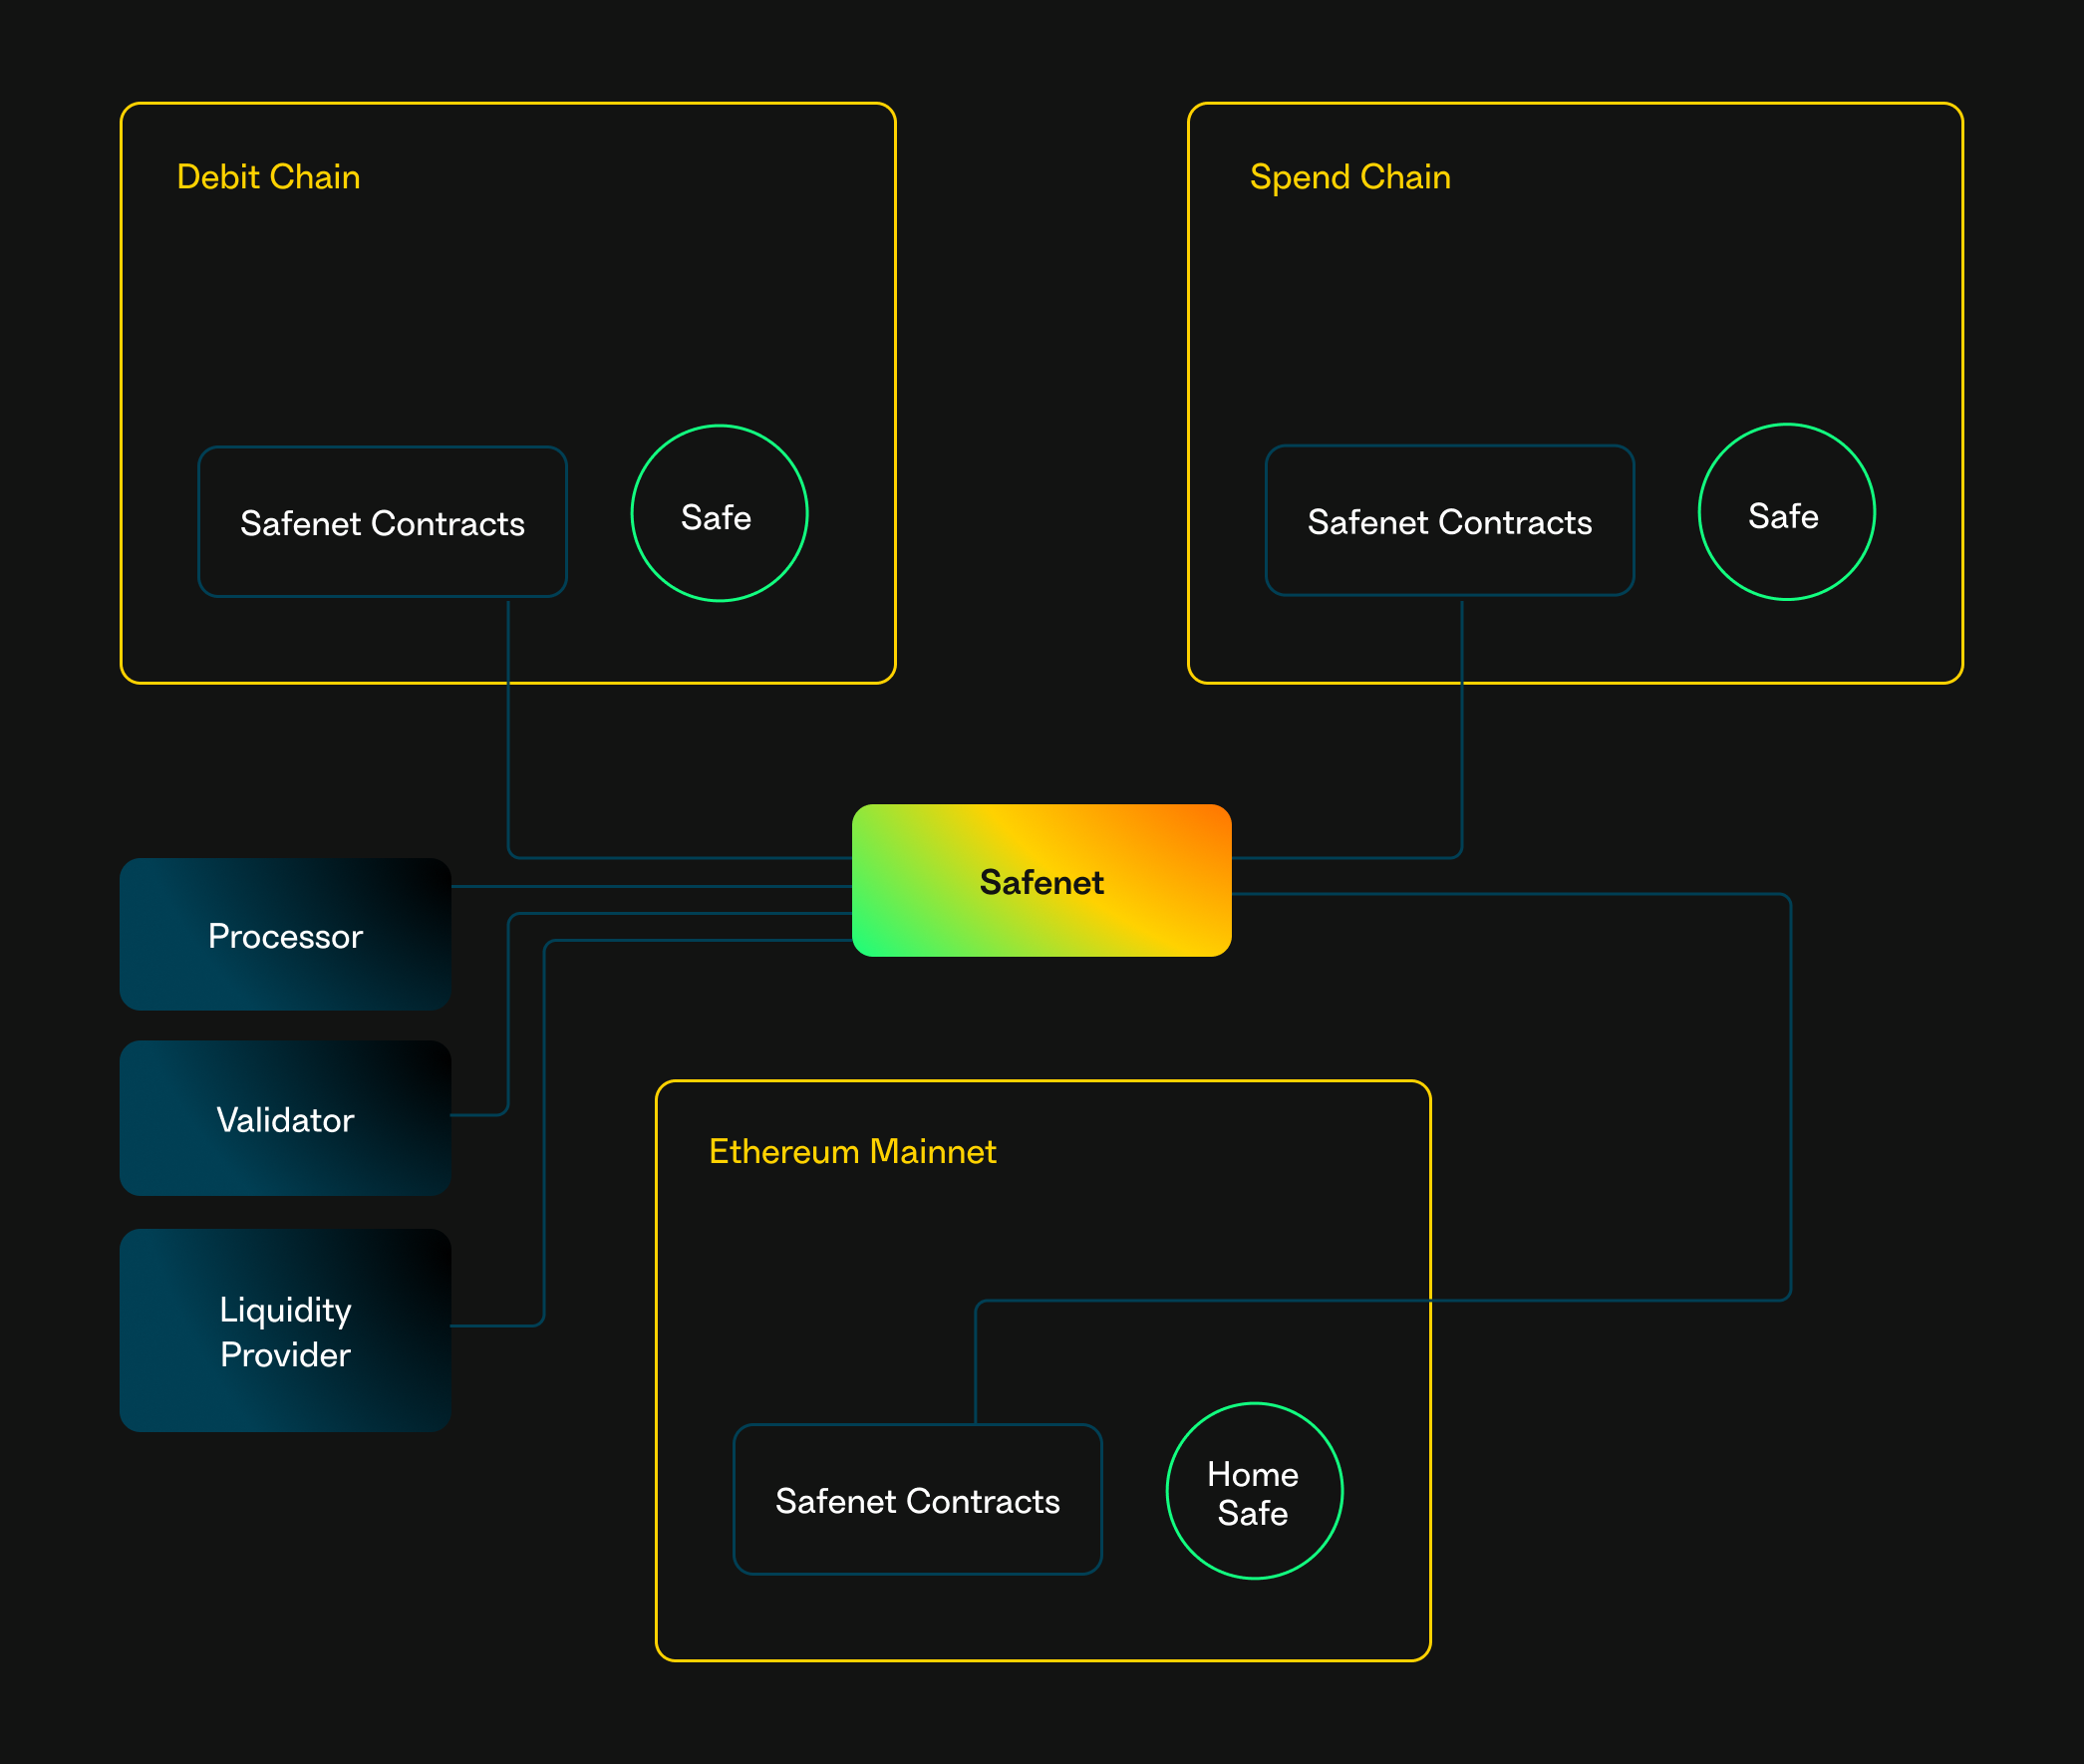 Debit Chain
Safenet Contracts
Safe
Spend Chain
Safenet Contracts
Safe
Safenet
Processor
Validator
Liquidity
Provider
Ethereum Mainnet
Safenet Contracts
Home
Safe